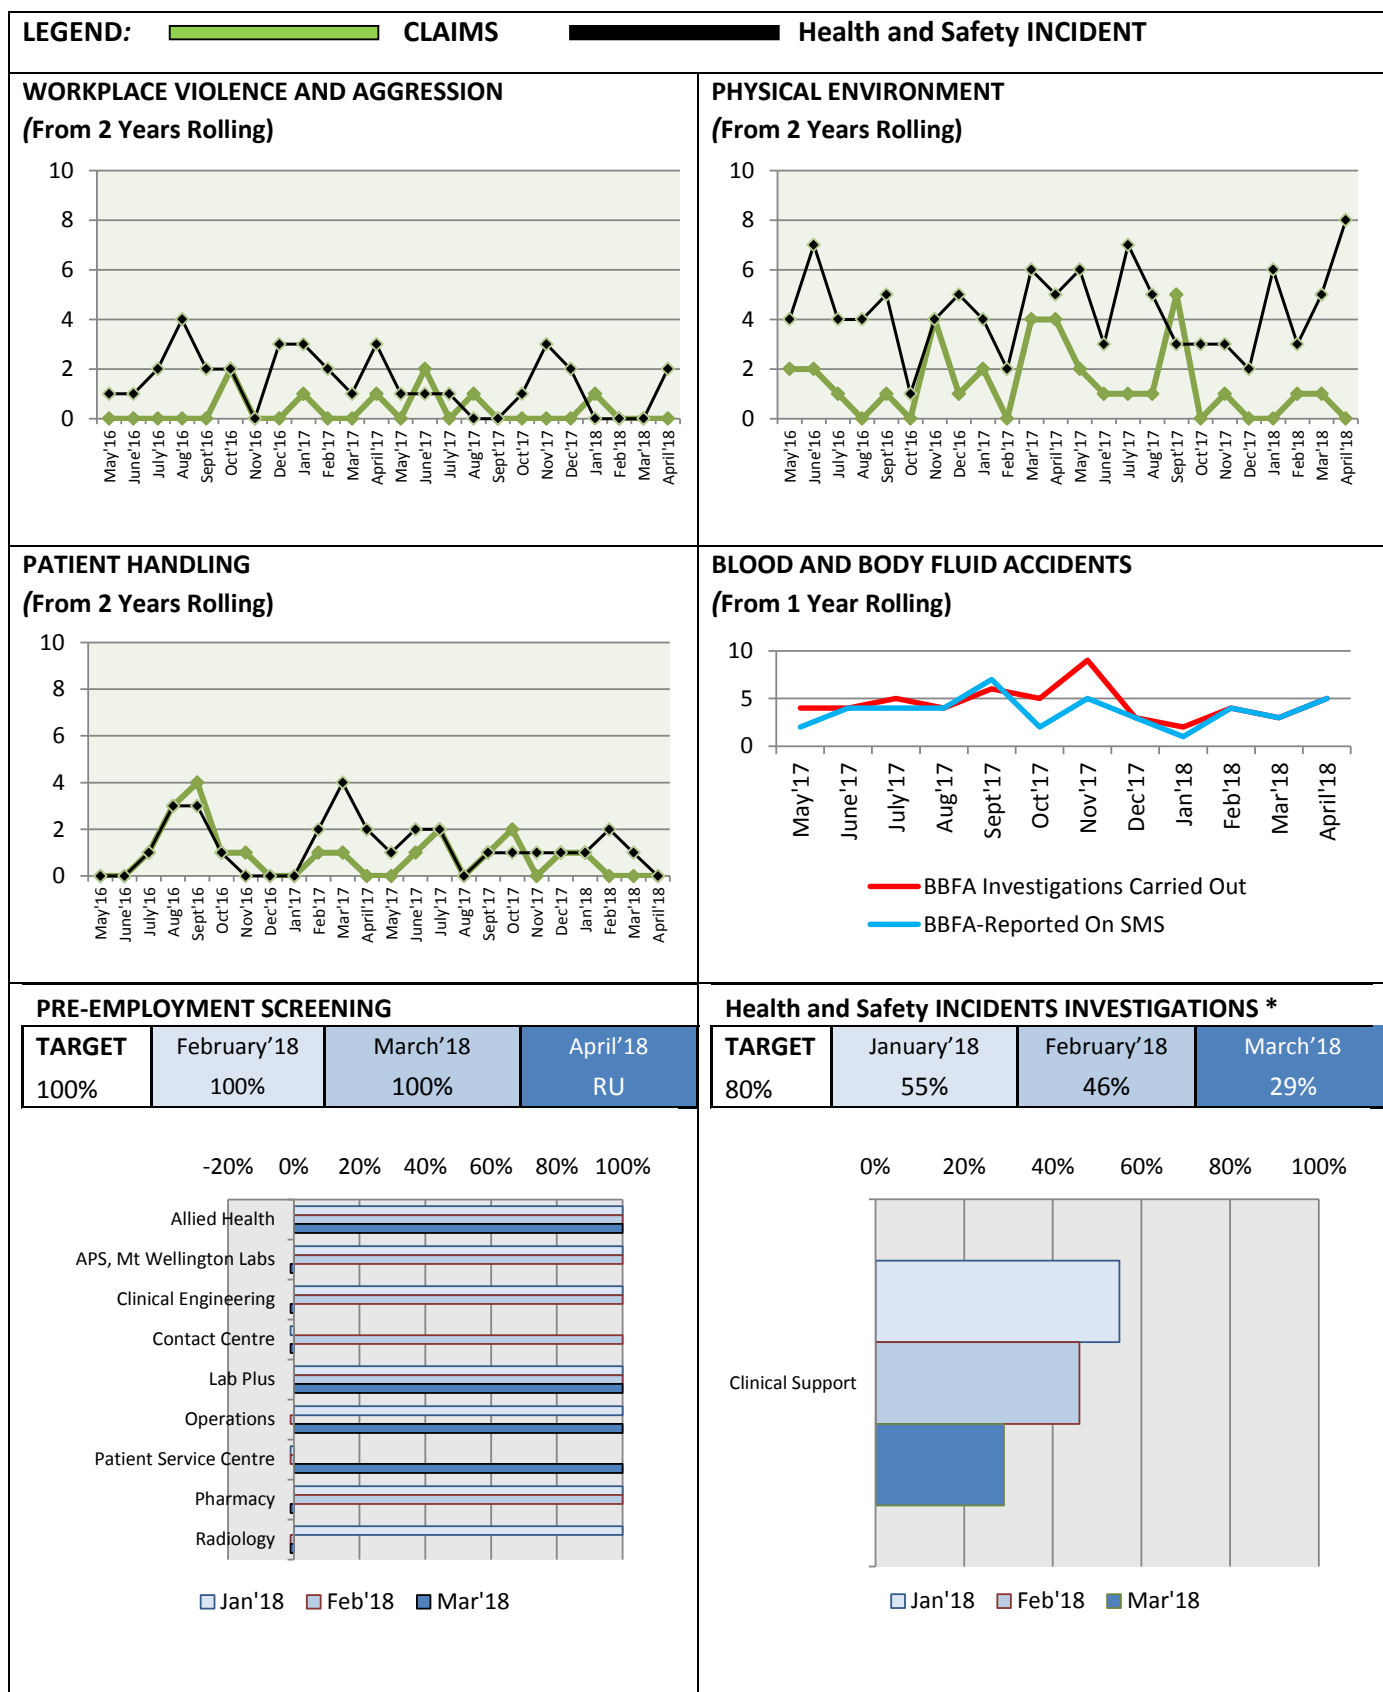 LEGEND: CLAIMS Health and Safety INCIDENT
WORKPLACE VIOLENCE AND AGGRESSION
(From 2 Years Rolling)
10
8
6
4
2
0
May'16 June'16 July'16 Aug'16 Sept'16 Oct'16 Nov'16 Dec'16 Jan'17 Feb'17 Mar'17 April'17 May'17 June'17 July'17 Aug'17 Sept'17 Oct'17 Nov'17 Dec'17 Jan'18 Feb'18 Mar'18 April'18
PHYSICAL ENVIRONMENT
(From 2 Years Rolling)
10
8
6
4
2
0
May'16 June'16 July'16 Aug'16 Sept'16 Oct'16 Nov'16 Dec'16 Jan'17 Feb'17 Mar'17 April'17 May'17 June'17 July'17 Aug'17 Sept'17 Oct'17 Nov'17 Dec'17 Jan'18 Feb'18 Mar'18 April'18
PATIENT HANDLING
(From 2 Years Rolling)
10
8
6
4
2
0
May'16 June'16 July'16 Aug'16 Sept'16 Oct'16 Nov'16 Dec'16 Jan'17 Feb'17 Mar'17 April'17 May'17 June'17 July'17 Aug'17 Sept'17 Oct'17 Nov'17 Dec'17 Jan'18 Feb'18 Mar'18 April'18
BLOOD AND BODY FLUID ACCIDENTS
(From 1 Year Rolling)
10
5
0
May'17 June'17 July'17 Aug'17 Sept'17 Oct'17 Nov'17 Dec'17 Jan'18 Feb'18 Mar'18 April'18
BBFA Investigations Carried Out
BBFA-Reported On SMS
PRE-EMPLOYMENT SCREENING
TARGET February’18 March’18 April’18
100% 100% 100% RU
-20% 0% 20% 40% 60% 80% 100%
Allied Health
APS, Mt Wellington Labs
Clinical Engineering
Contact Centre
Lab Plus
Operations
Patient Service Centre
Pharmacy
Radiology
Jan'18 Feb'18 Mar'18
Health and Safety INCIDENTS INVESTIGATIONS *
TARGET January’18 February’18 March’18
80% 55% 46% 29%
0% 20% 40% 60% 80% 100%
Clinical Support
Jan'18 Feb'18 Mar'18